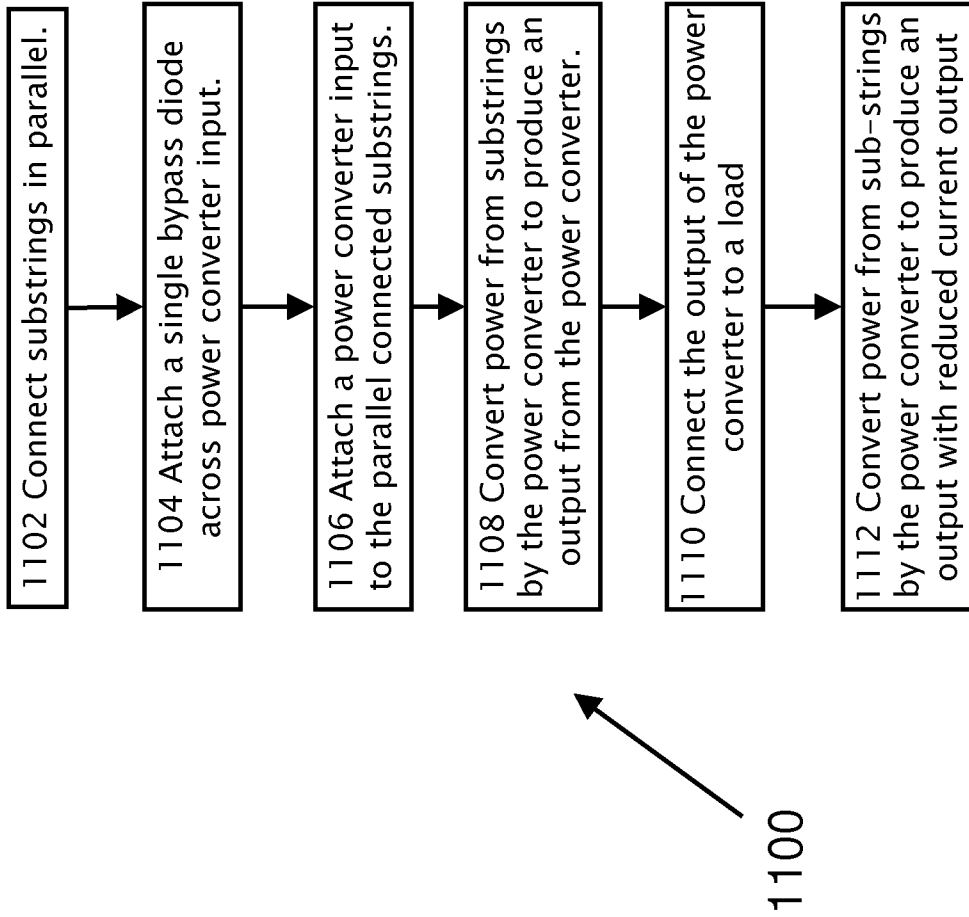 1102 Connect substrings in parallel.
1104 Attach a single bypass diode
across power converter input.
1106 Attach a power converter input
to the parallel connected substrings.
1108 Convert power from substrings
by the power converter to produce an
output from the power converter.
1110 Connect the output of the power
converter to a load
1112 Convert power from sub-strings
by the power converter to produce an
output with reduced current output
1100